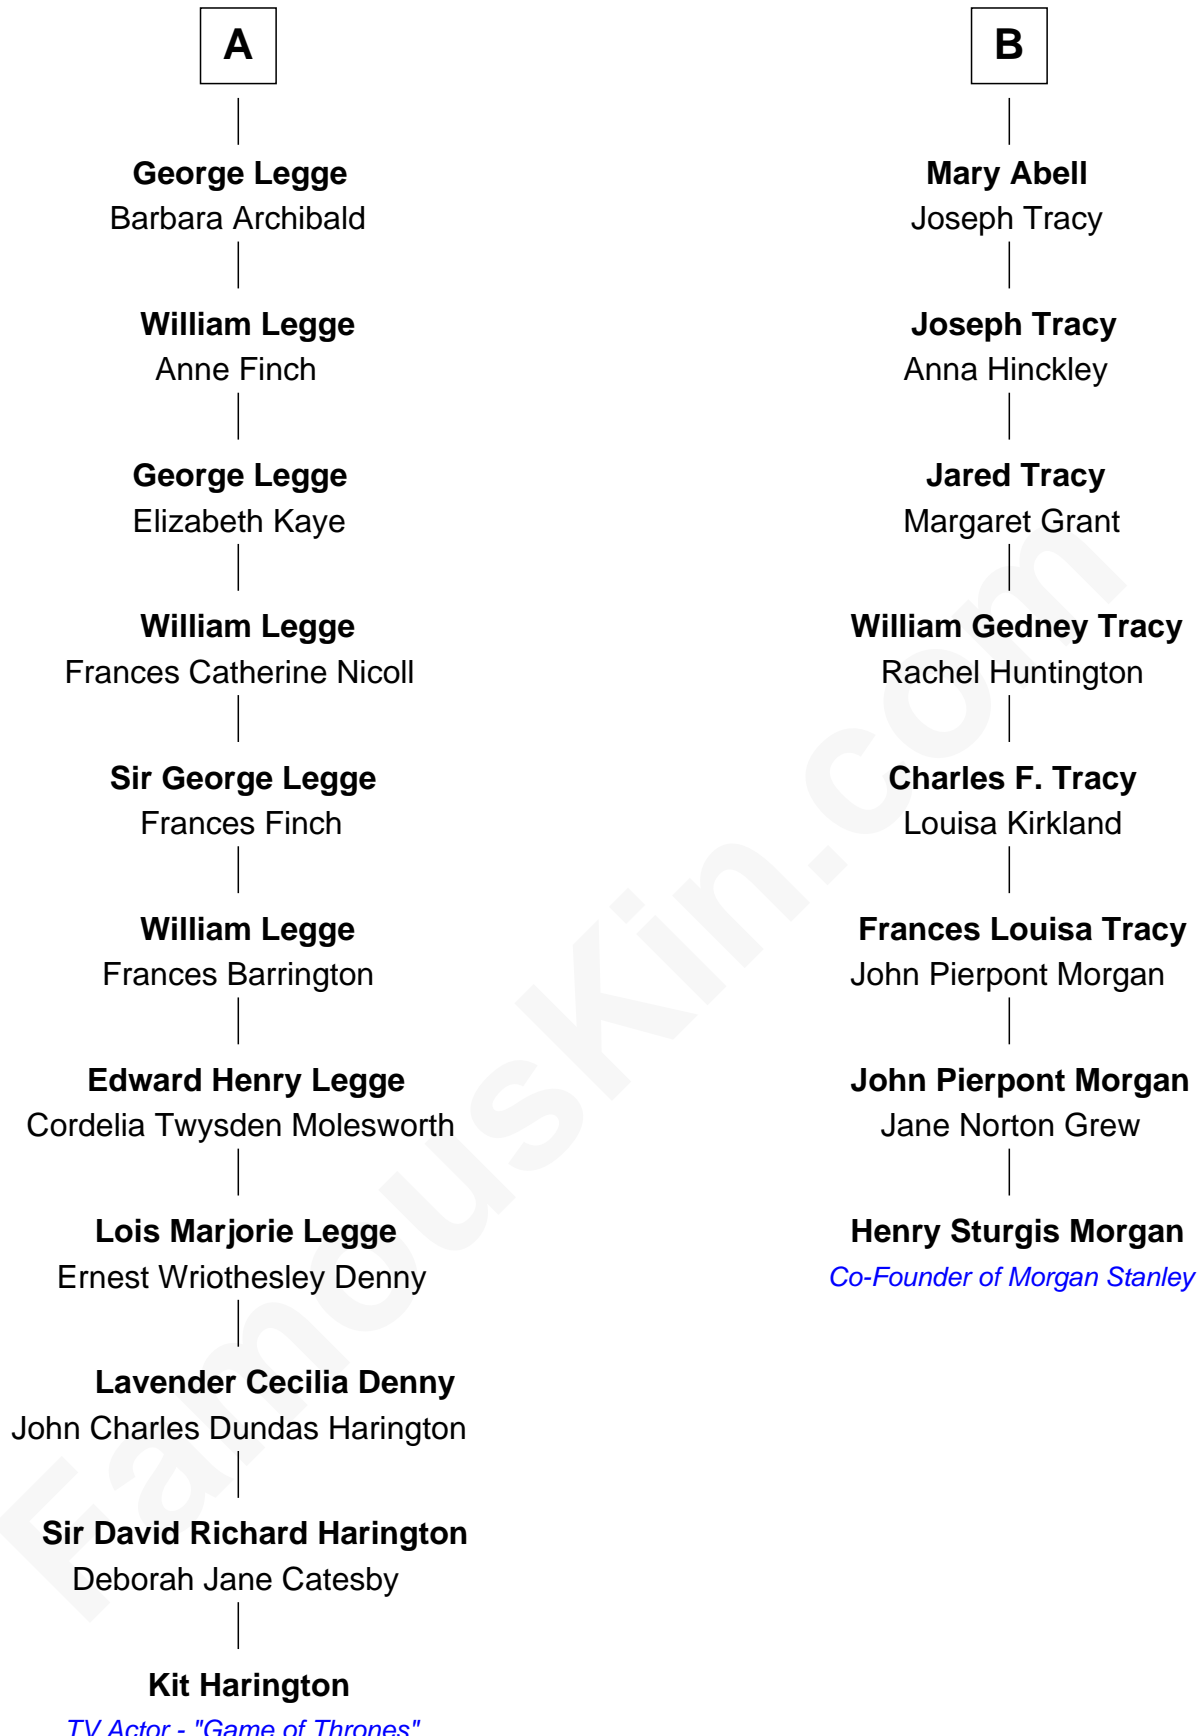 A
George Legge
Barbara Archibald
William Legge
Anne Finch
George Legge
Elizabeth Kaye
William Legge
Frances Catherine Nicoll
Sir George Legge
Frances Finch
William Legge
Frances Barrington
Edward Henry Legge
Cordelia Twysden Molesworth
Lois Marjorie Legge
Ernest Wriothesley Denny
Lavender Cecilia Denny
John Charles Dundas Harington
Sir David Richard Harington
Deborah Jane Catesby
Kit Harington
TV Actor - "Game of Thrones"
B
Mary Abell
Joseph Tracy
Joseph Tracy
Anna Hinckley
Jared Tracy
Margaret Grant
William Gedney Tracy
Rachel Huntington
Charles F. Tracy
Louisa Kirkland
Frances Louisa Tracy
John Pierpont Morgan
John Pierpont Morgan
Jane Norton Grew
Henry Sturgis Morgan
Co-Founder of Morgan Stanley
FamousKin.com